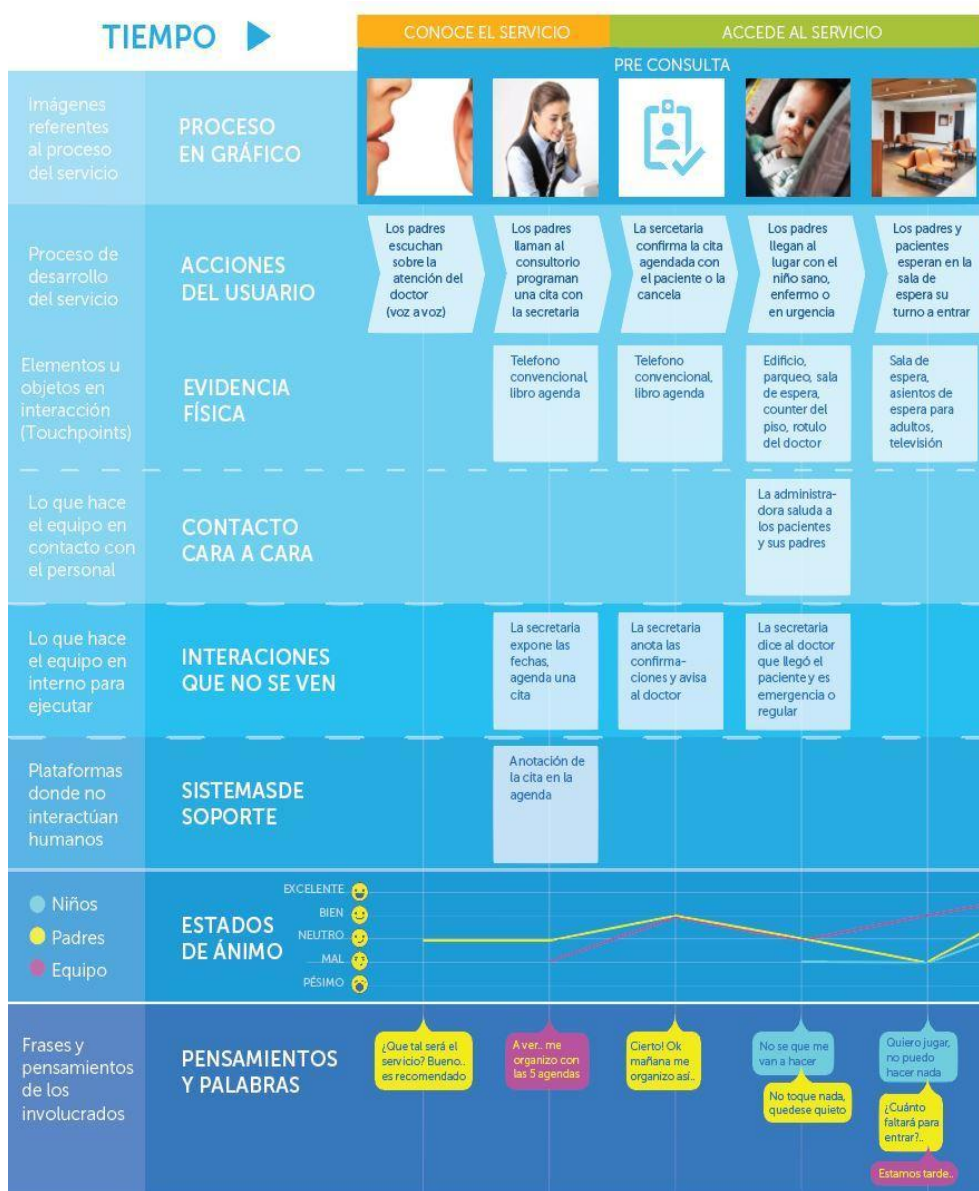 TIEMPO
CONOCE EL SERVICIO
ACCEDE AL SERVICIO
PRE CONSULTA
imágenes
referentes
al proceso
del servicio
PROCESO
EN GRÁFICO
Proceso de
desarrollo
del servicio
ACCIONES
DEL USUARIO
Los padres
escuchan
sobre la
atención del
doctor
(voz a voz)
Los padres
llaman al
consultorio
programan
una cita con
la secretaria
La sercetaria
confirma la cita
agendada con
el paciente o la
cancela
Los padres
llegan al
lugar con el
niño sano,
enfermo o
en urgencia
Los padres y
pacientes
esperan en la
sala de
espera su
turno a entrar
Elementos u
objetos en
interacción
(Touchpoints)
EVIDENCIA
FÍSICA
Telefono
convencional,
libro agenda
Telefono
convencional,
libro agenda
Edificio,
parqueo, sala
de espera,
counter del
piso, rotulo
del doctor
Sala de
espera,
asientos de
espera para
adultos,
televisión
Lo que hace
el equipo en
contacto con
el personal
CONTACTO
CARA A CARA
La administra-
dora saluda a
los pacientes
y sus padres
Lo que hace
el equipo en
interno para
ejecutar
INTERACIONES
QUE NO SE VEN
La secretaria
expone las
fechas,
agenda una
cita
La secretaria
anota las
confirma-
ciones y avisa
al doctor
La secretaria
dice al doctor
que llegó el
paciente y es
emergencia o
regular
Plataformas
donde no
interactúan
humanos
SISTEMASDE
SOPORTE
Anotación de
la cita en la
agenda
Niños
Padres
Equipo
ESTADOS
DE ÁNIMO
EXCELENTE
BIEN
NEUTRO
MAL
PÉSIMO
Frases y
pensamientos
de los
involucrados
PENSAMIENTOS
Y PALABRAS
¿Que tal será el
servicio? Bueno..
es recomendado
A ver.. me
organizo con
las 5 agendas
Cierto! Ok
mañana me
organizo así..
No se que me
van a hacer
No toque nada,
quedese quieto
Quiero jugar,
no puedo
hacer nada
¿Cuánto
faltará para
entrar?..
Estamos tarde..